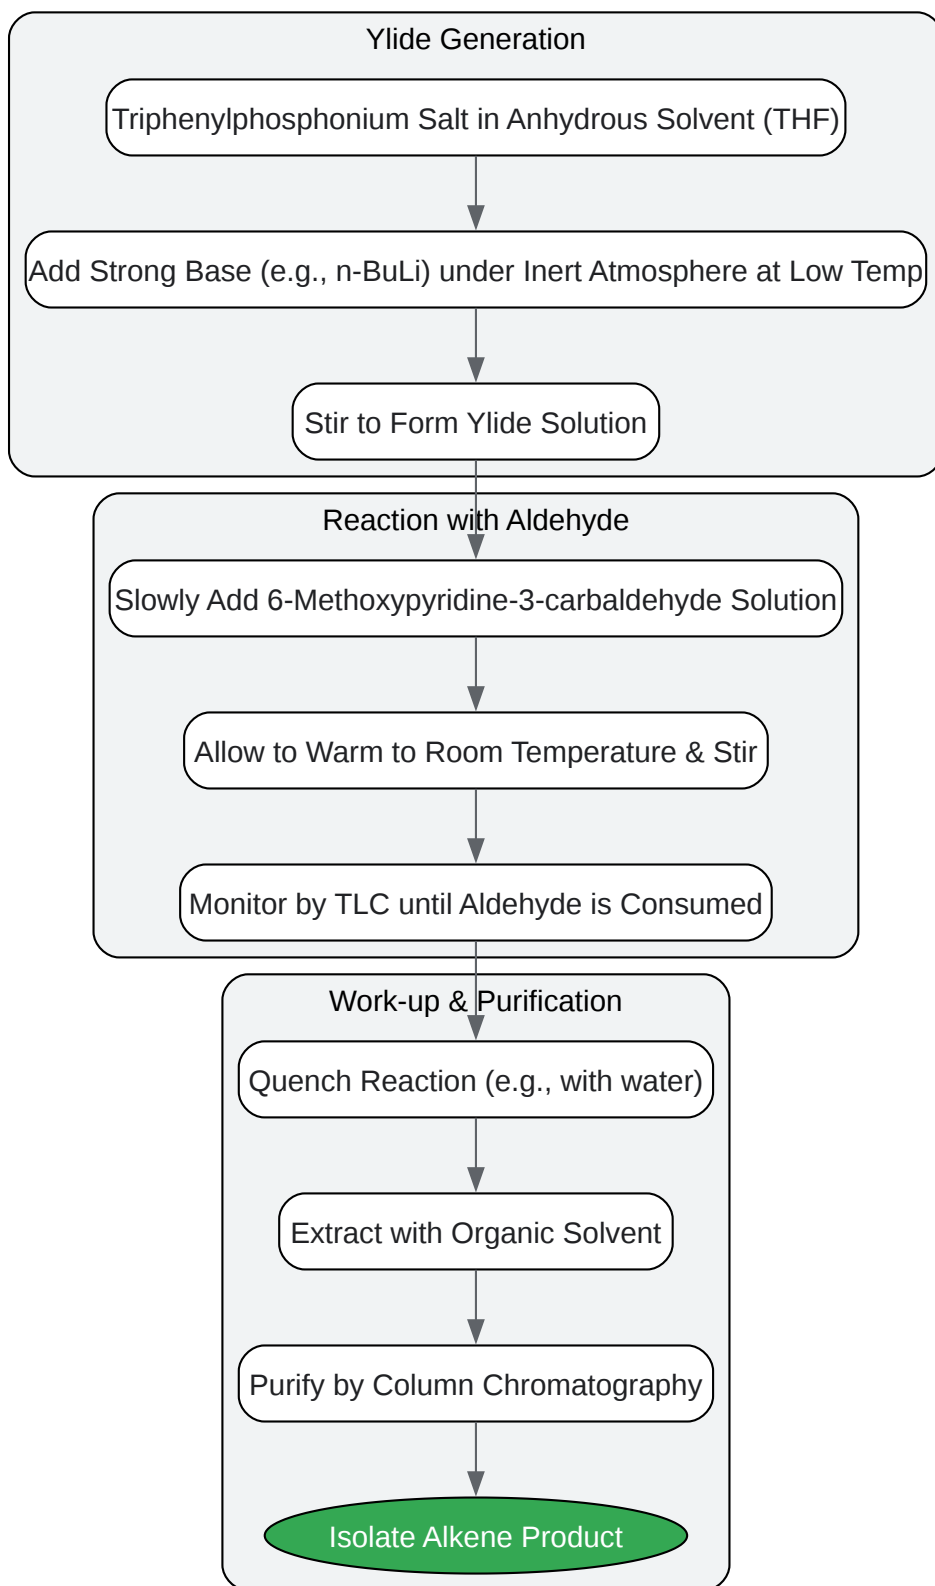 Ylide Generation
Triphenylphosphonium Salt in Anhydrous Solvent (THF)
Add Strong Base (e.g., n-BuLi) under Inert Atmosphere at Low Temp
Stir to Form Ylide Solution
Reaction with Aldehyde
Slowly Add 6-Methoxypyridine-3-carbaldehyde Solution
Allow to Warm to Room Temperature & Stir
Monitor by TLC until Aldehyde is Consumed
Work-up & Purification
Quench Reaction (e.g., with water)
Extract with Organic Solvent
Purify by Column Chromatography
Isolate Alkene Product